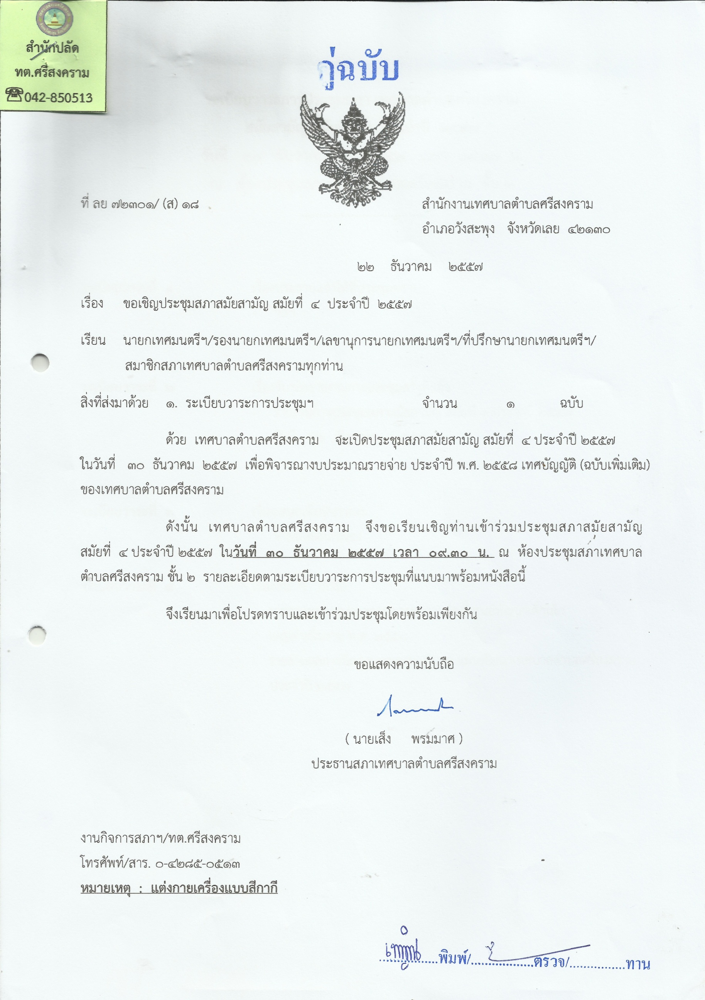 สำนักปลัด
ทต.ศรีสงคราม
☎042-850513
คู่ฉบับ
ที่ ลย ๗๒๓๐๑/ (ส) ๑๘
สำนักงานเทศบาลตำบลศรีสงคราม
อำเภอวังสะพุง จังหวัดเลย ๔๒๑๓๐
๒๒ ธันวาคม ๒๕๕๗
เรื่อง ขอเชิญประชุมสภาสมัยสามัญ สมัยที่ ๔ ประจำปี ๒๕๕๗
เรียน นายกเทศมนตรีฯ/รองนายกเทศมนตรีฯ/เลขานุการนายกเทศมนตรีฯ/ที่ปรึกษานายกเทศมนตรีฯ/
สมาชิกสภาเทศบาลตำบลศรีสงครามทุกท่าน
สิ่งที่ส่งมาด้วย ๑. ระเบียบวาระการประชุมฯ จำนวน ๑ ฉบับ
ด้วย เทศบาลตำบลศรีสงคราม จะเปิดประชุมสภาสมัยสามัญ สมัยที่ ๔ ประจำปี ๒๕๕๗
ในวันที่ ๓๐ ธันวาคม ๒๕๕๗ เพื่อพิจารณางบประมาณรายจ่าย ประจำปี พ.ศ. ๒๕๕๘ เทศบัญญัติ (ฉบับเพิ่มเติม)
ของเทศบาลตำบลศรีสงคราม
ดังนั้น เทศบาลตำบลศรีสงคราม จึงขอเรียนเชิญท่านเข้าร่วมประชุมสภาสมัยสามัญ
สมัยที่ ๔ ประจำปี ๒๕๕๗ ในวันที่ ๓๐ ธันวาคม ๒๕๕๗ เวลา ๐๙.๓๐ น. ณ ห้องประชุมสภาเทศบาล
ตำบลศรีสงคราม ชั้น ๒ รายละเอียดตามระเบียบวาระการประชุมที่แนบมาพร้อมหนังสือนี้
จึงเรียนมาเพื่อโปรดทราบและเข้าร่วมประชุมโดยพร้อมเพียงกัน
ขอแสดงความนับถือ
( นายเส็ง พรมมาศ )
ประธานสภาเทศบาลตำบลศรีสงคราม
งานกิจการสภาฯ/ทต.ศรีสงคราม
โทรศัพท์/สาร. ๐-๔๒๘๕-๐๕๑๓
หมายเหตุ : แต่งกายเครื่องแบบสีกากี
................พิมพ์/..................ตรวจ/................ทาน